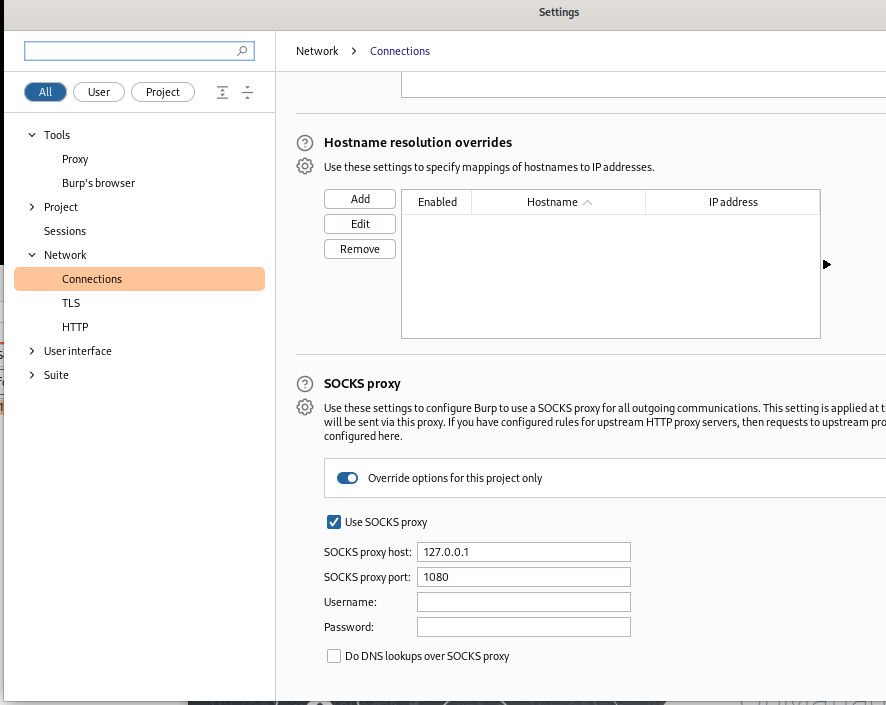 Settings
Network > Connections
All
User
Project
Tools
Proxy
Burp's browser
Project
Sessions
Network
Connections
TLS
HTTP
User interface
Suite
Hostname resolution overrides
Use these settings to specify mappings of hostnames to IP addresses.
Add
Edit
Remove
Enabled
Hostname
IP address
SOCKS proxy
Use these settings to configure Burp to use a SOCKS proxy for all outgoing communications. This setting is applied at
will be sent via this proxy. If you have configured rules for upstream HTTP proxy servers, then requests to upstream
configured here.
Override options for this project only
Use SOCKS proxy
SOCKS proxy host: 127.0.0.1
SOCKS proxy port: 1080
Username:
Password:
Do DNS lookups over SOCKS proxy